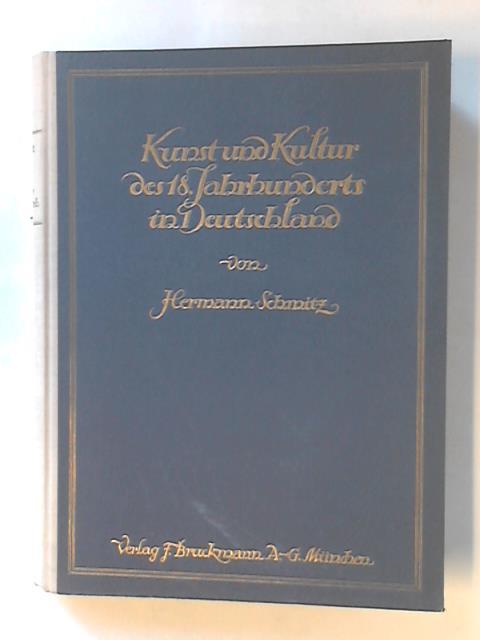 Kunst und Kultur
des 18. Jahrhunderts
in Deutschland
von
Hermann Schmitz
Verlag F. Bruckmann A.-G. München